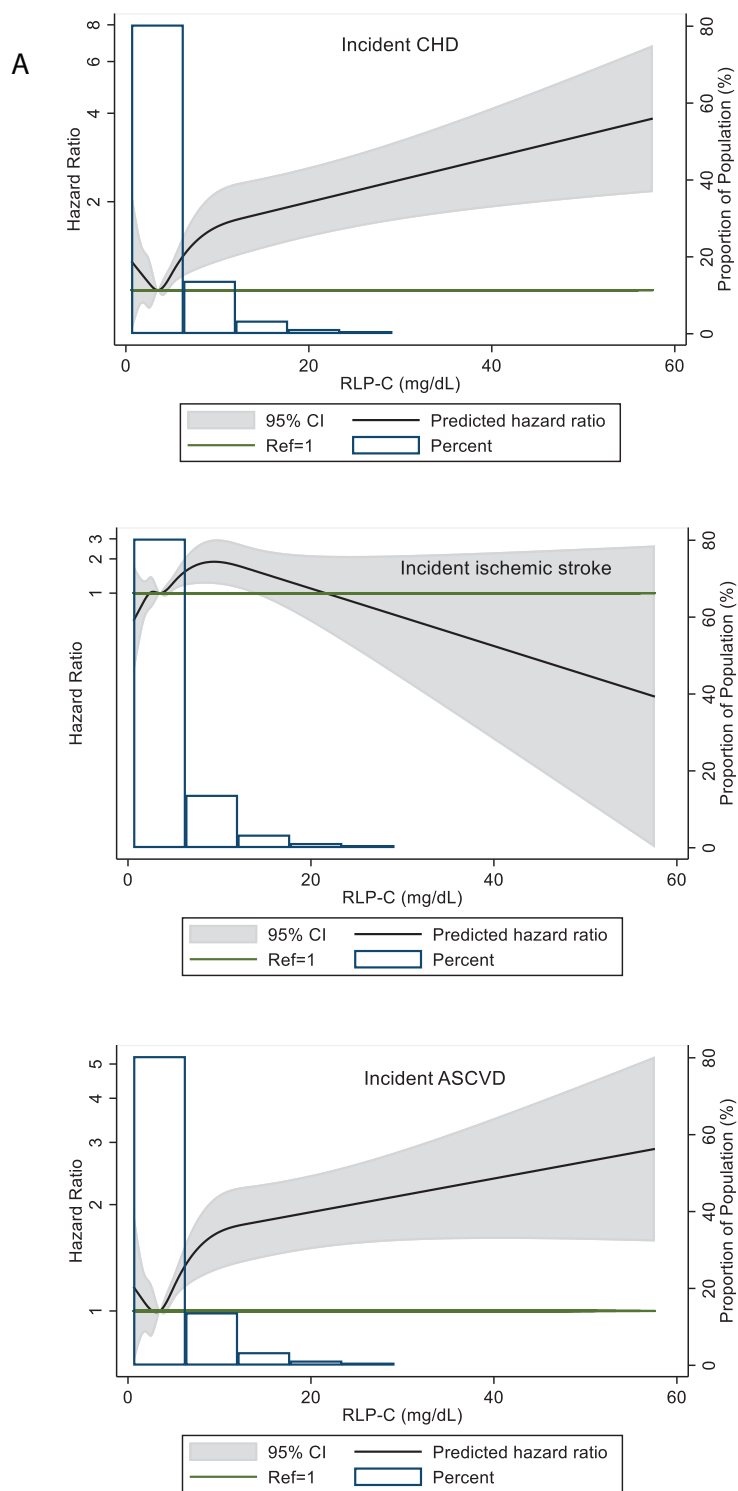 A
Incident CHD
Hazard Ratio
8
6
4
2
Proportion of Population (%)
80
60
40
20
0
0 20 40 60
RLP-C (mg/dL)
95% CI Predicted hazard ratio
Ref=1 Percent
Incident ischemic stroke
Hazard Ratio
3
2
1
Proportion of Population (%)
80
60
40
20
0
0 20 40 60
RLP-C (mg/dL)
95% CI Predicted hazard ratio
Ref=1 Percent
Incident ASCVD
Hazard Ratio
5
4
3
2
1
Proportion of Population (%)
80
60
40
20
0
0 20 40 60
RLP-C (mg/dL)
95% CI Predicted hazard ratio
Ref=1 Percent